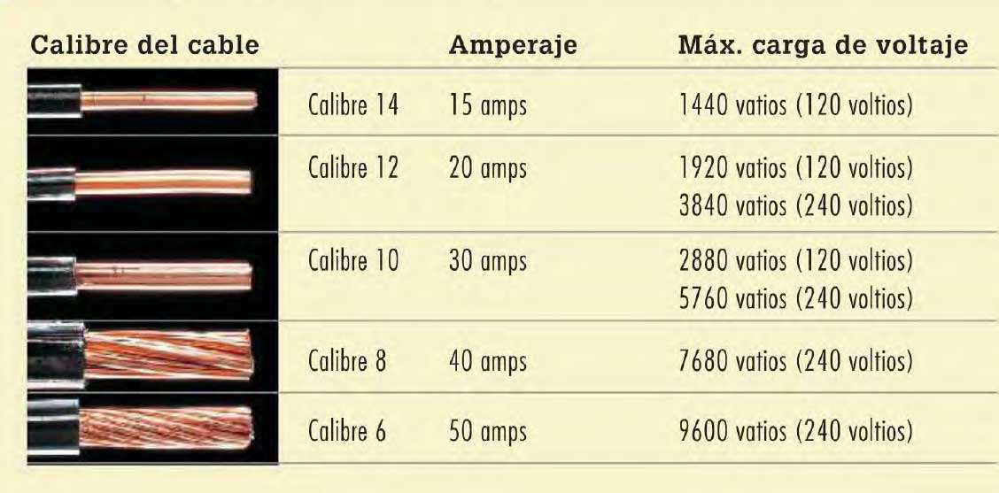 Calibre del cable Amperaje Máx. carga de voltaje
Calibre 14 15 amps 1440 vatios (120 voltios)
Calibre 12 20 amps 1920 vatios (120 voltios)
3840 vatios (240 voltios)
Calibre 10 30 amps 2880 vatios (120 voltios)
5760 vatios (240 voltios)
Calibre 8 40 amps 7680 vatios (240 voltios)
Calibre 6 50 amps 9600 vatios (240 voltios)